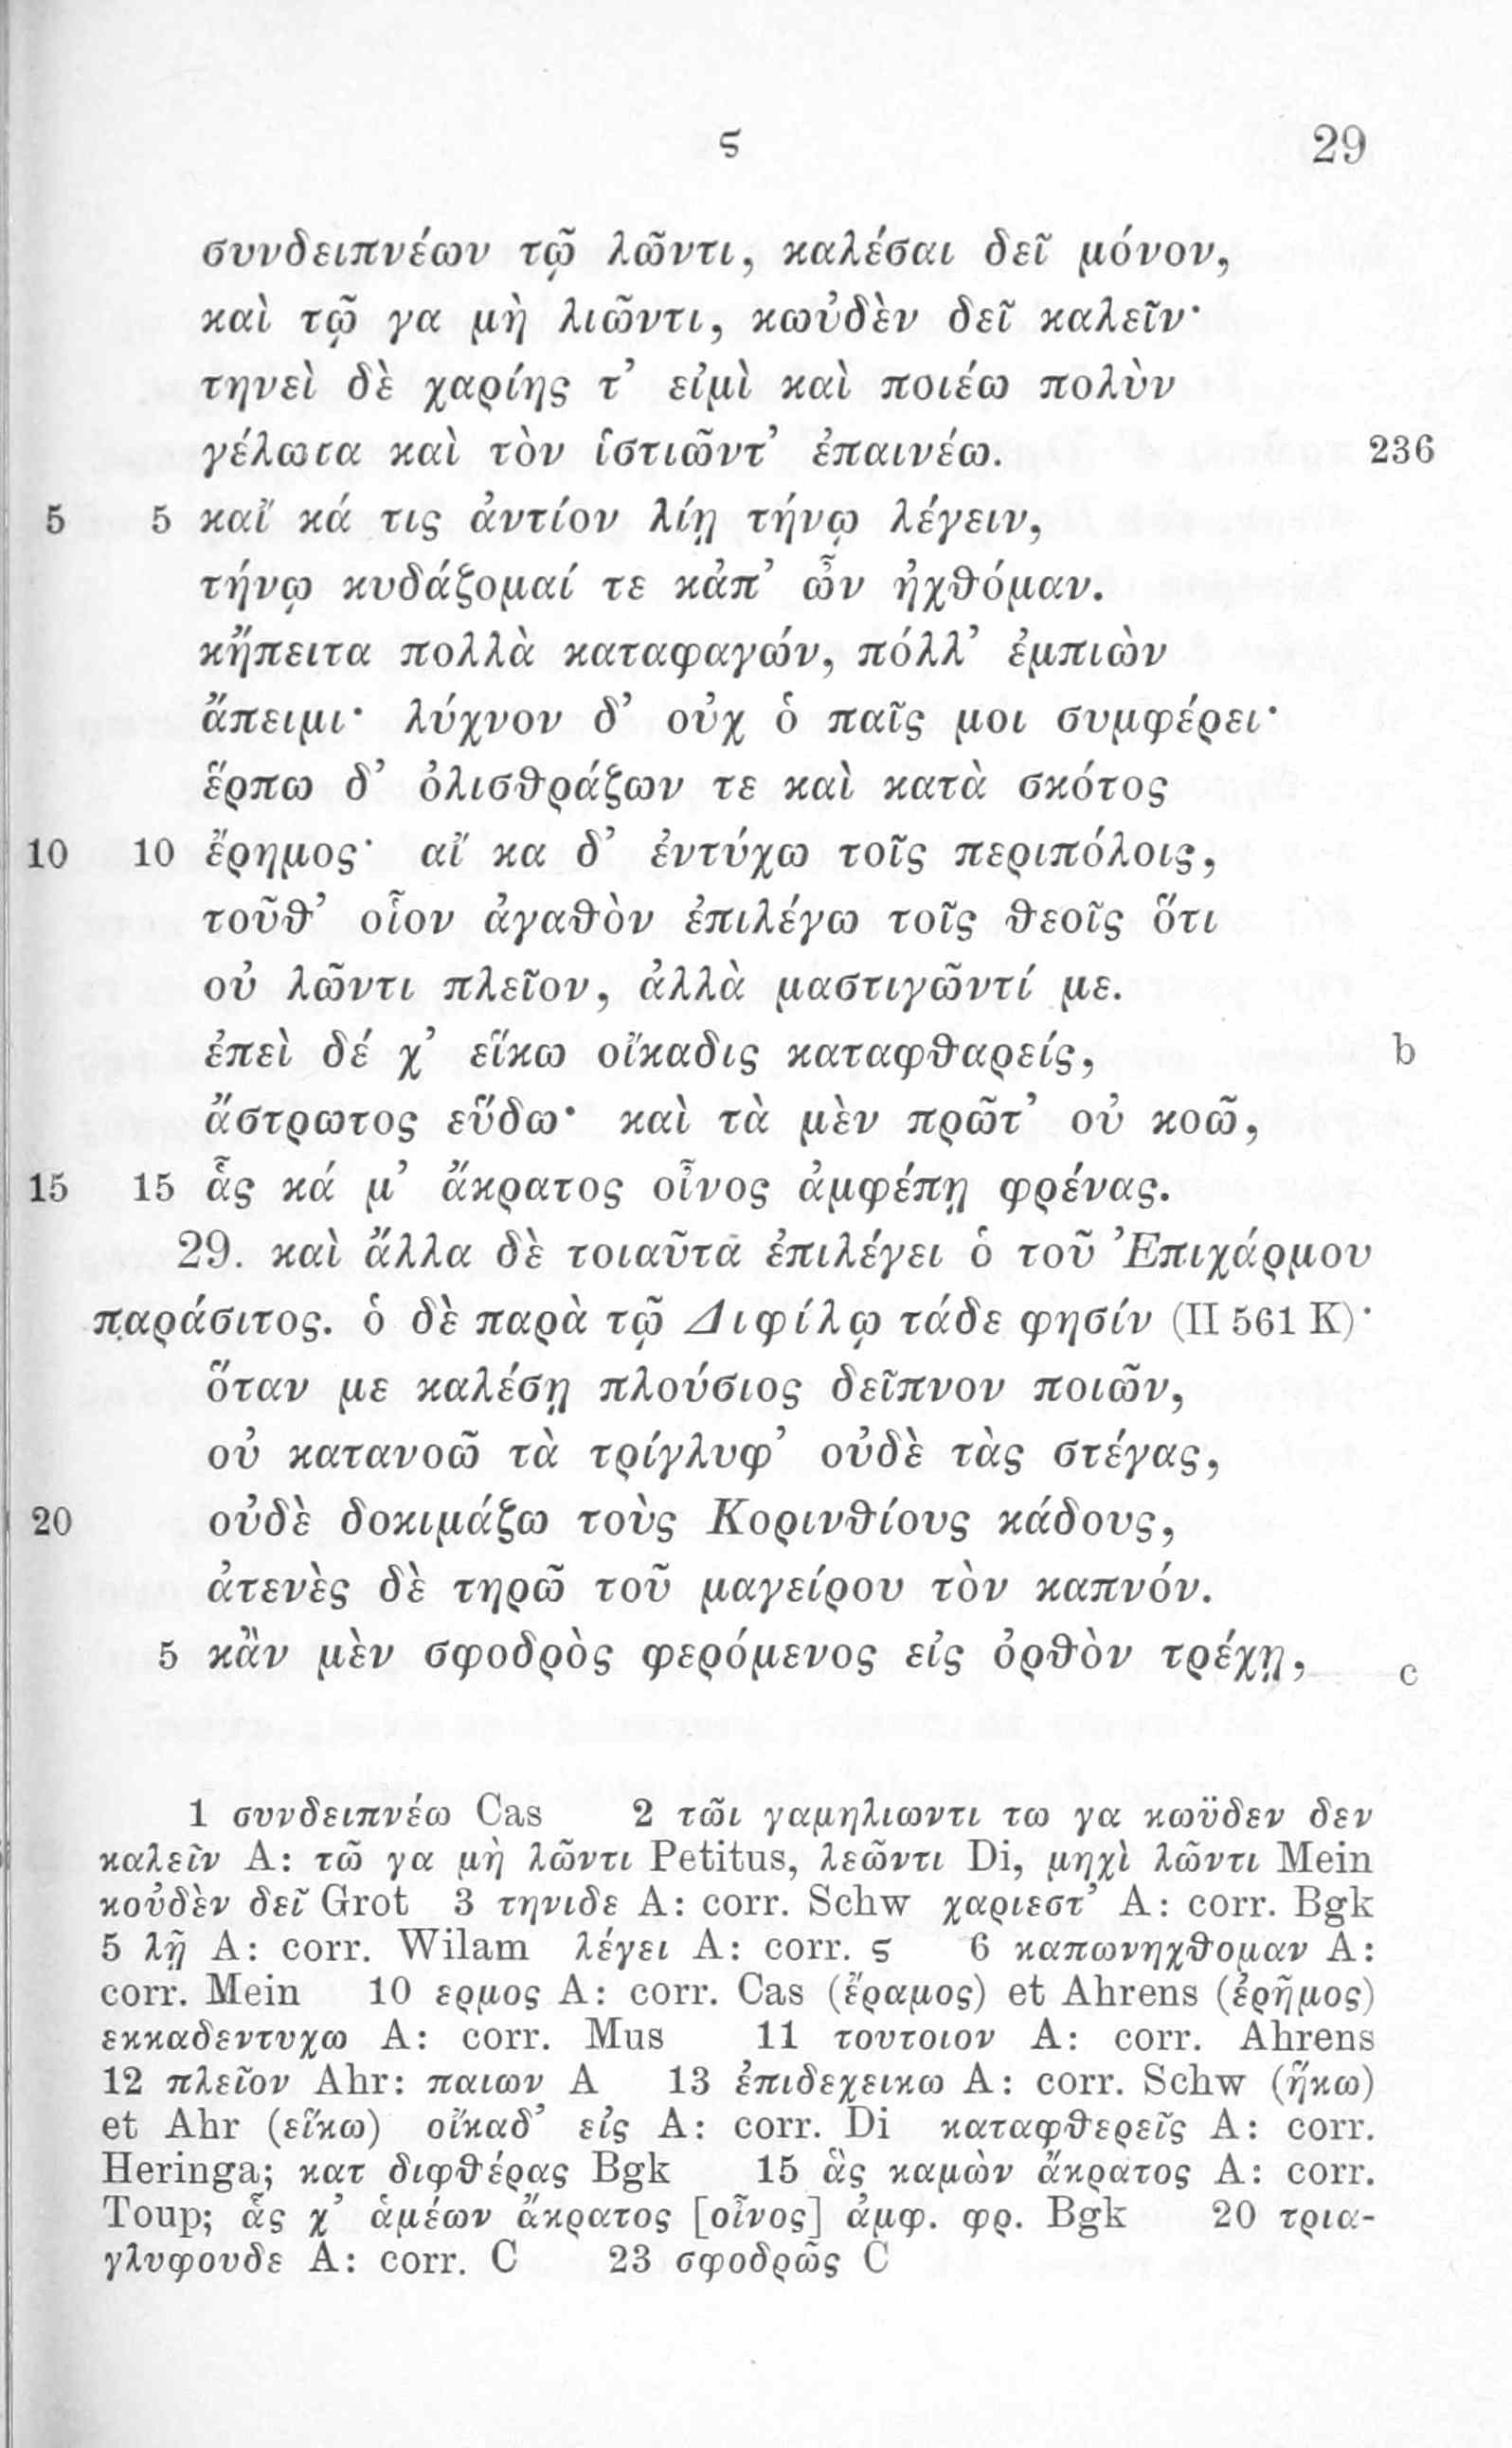 ς 29
συνδειπνέων τῷ λῶντι, καλέσαι δεῖ μόνον,
καὶ τῷ γα μὴ λιῶντι, κωὐδὲν δεῖ καλεῖν·
τηνεὶ δὲ χαρίης τ’ εἰμὶ καὶ ποιέω πολὺν
γέλωτα καὶ τὸν ἱστιῶντ’ ἐπαινέω. 236
5 5 καἴ κά τις ἀντίον λίῃ τήνῳ λέγειν,
τήνῳ κυδάζομαί τε κἀπ’ ὦν ἠχθόμαν.
κἤπειτα πολλὰ καταφαγών, πόλλ’ ἐμπιὼν
ἄπειμι· λύχνον δ’ οὐχ ὁ παῖς μοι συμφέρει·
ἕρπω δ’ ὀλισθράζων τε καὶ κατὰ σκότος
10 10 ἔρημος· αἴ κα δ’ ἐντύχω τοῖς περιπόλοις,
τοῦθ’ οἷον ἀγαθὸν ἐπιλέγω τοῖς θεοῖς ὅτι
οὐ λῶντι πλεῖον, ἀλλὰ μαστιγῶντί με.
ἐπεὶ δέ χ’ εἵκω οἴκαδις καταφθαρείς, b
ἄστρωτος εὕδω· καὶ τὰ μὲν πρῶτ’ οὐ κοῶ,
15 15 ἇς κά μ’ ἄκρατος οἶνος ἀμφέπῃ φρένας.
29. καὶ ἄλλα δὲ τοιαῦτα ἐπιλέγει ὁ τοῦ Ἐπιχάρμου
παράσιτος. ὁ δὲ παρὰ τῷ Διφίλῳ τάδε φησίν (II 561 K)·
ὅταν με καλέσῃ πλούσιος δεῖπνον ποιῶν,
οὐ κατανοῶ τὰ τρίγλυφ’ οὐδὲ τὰς στέγας,
20 οὐδὲ δοκιμάζω τοὺς Κορινθίους κάδους,
ἀτενὲς δὲ τηρῶ τοῦ μαγείρου τὸν καπνόν.
5 κἂν μὲν σφοδρὸς φερόμενος εἰς ὀρθὸν τρέχῃ, c
1 συνδειπνέω Cas 2 τῶι γαμηλιωντι τω γα κωϋδεν δεν
καλεῖν A: τῶ γα μὴ λῶντι Petitus, λεῶντι Di, μηχὶ λῶντι Mein
κοὐδὲν δεῖ Grot 3 τηνιδε A: corr. Schw χαριεστ’ A: corr. Bgk
5 λῇ A: corr. Wilam λέγει A: corr. ς 6 καπωνηχθομαν A:
corr. Mein 10 ερμος A: corr. Cas (ἔραμος) et Ahrens (ἐρῆμος)
εκκαδεντυχω A: corr. Mus 11 τουτοιον A: corr. Ahrens
12 πλεῖον Ahr: παιων A 13 ἐπιδεχεικω A: corr. Schw (ἥκω)
et Ahr (εἵκω) οἴκαδ’ εἰς A: corr. Di καταφθερεῖς A: corr.
Heringa; κατ διφθέρας Bgk 15 ἃς καμὼν ἄκρατος A: corr.
Toup; ἇς χ’ ἁμέων ἄκρατος [οἶνος] ἀμφ. φρ. Bgk 20 τρια-
γλυφουδε A: corr. C 23 σφοδρῶς C